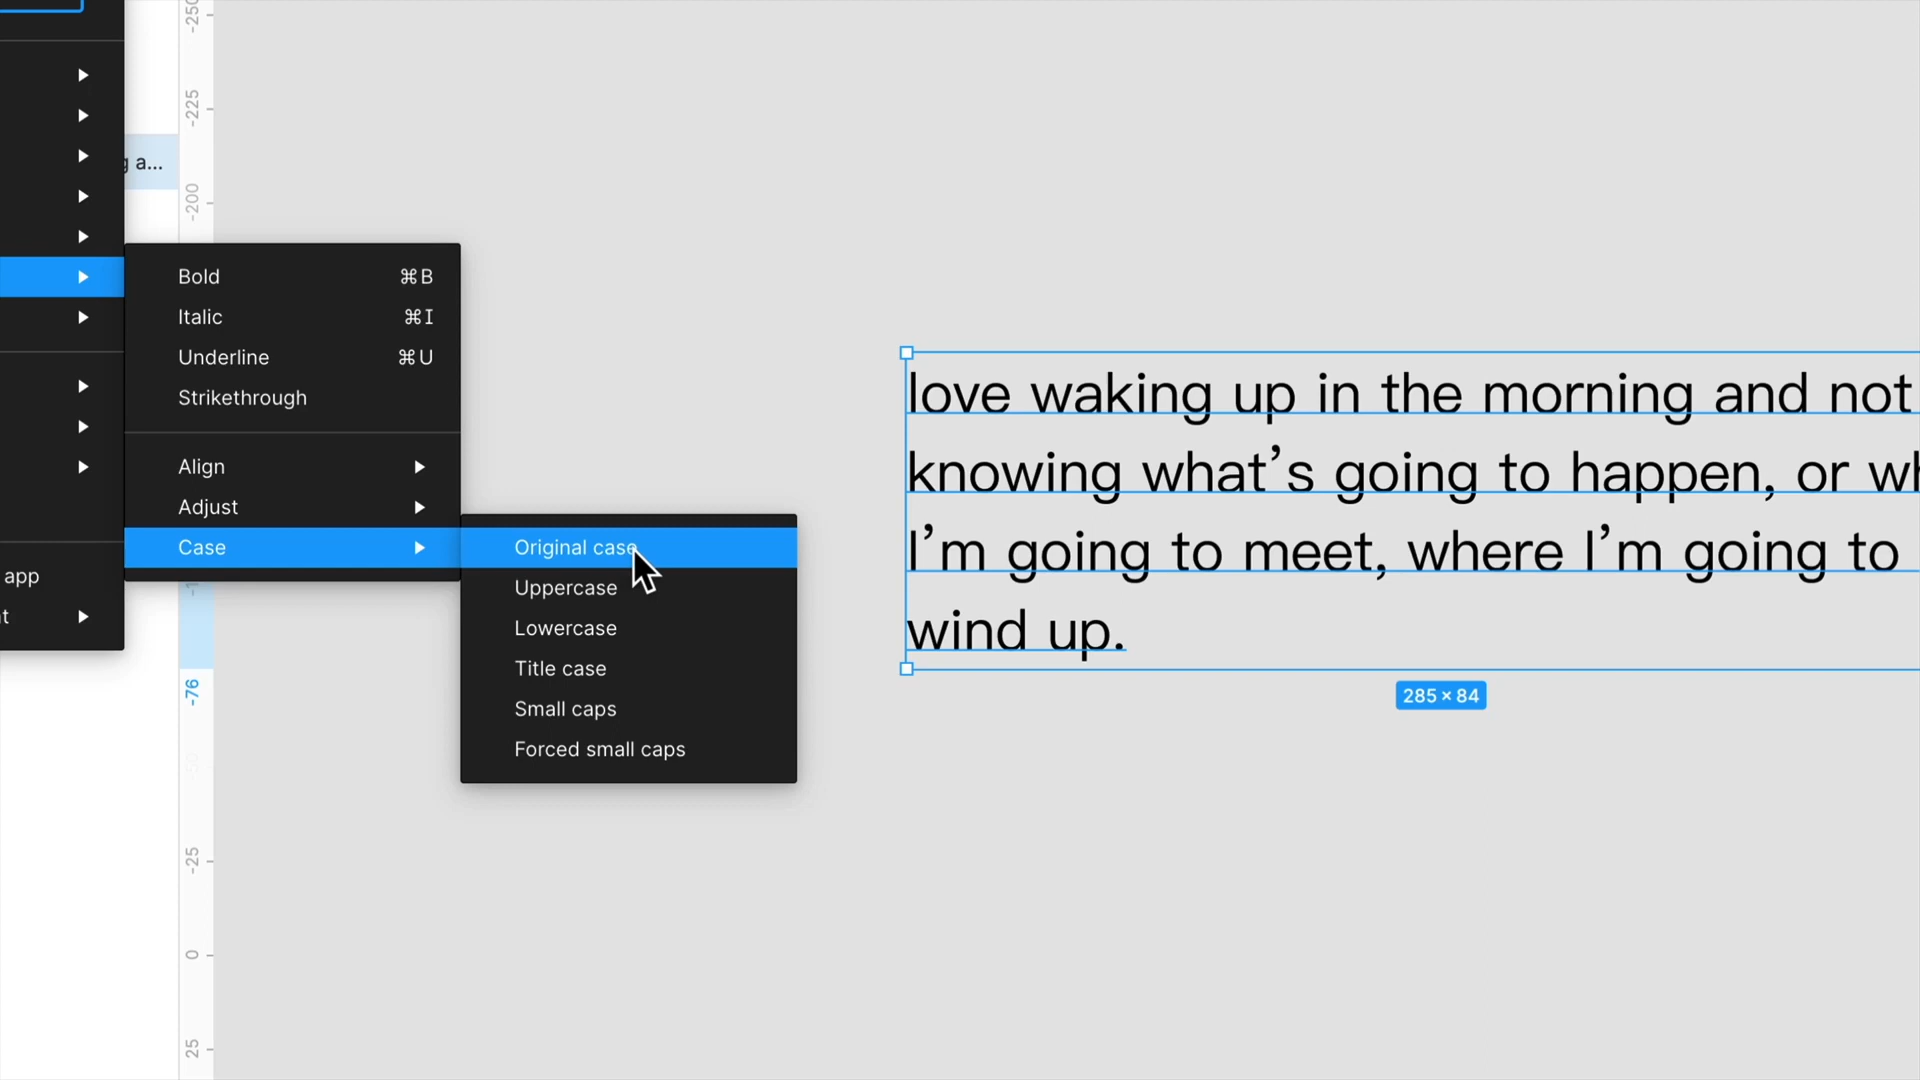 -250
-225
g a...
-200
Bold ⌘B
Italic ⌘I
Underline ⌘U
Strikethrough
Align
Adjust
Case
Original case
Uppercase
Lowercase
Title case
Small caps
Forced small caps
app
love waking up in the morning and not
knowing what’s going to happen, or wh
I’m going to meet, where I’m going to
wind up.
285 × 84
-76
-25
0
25